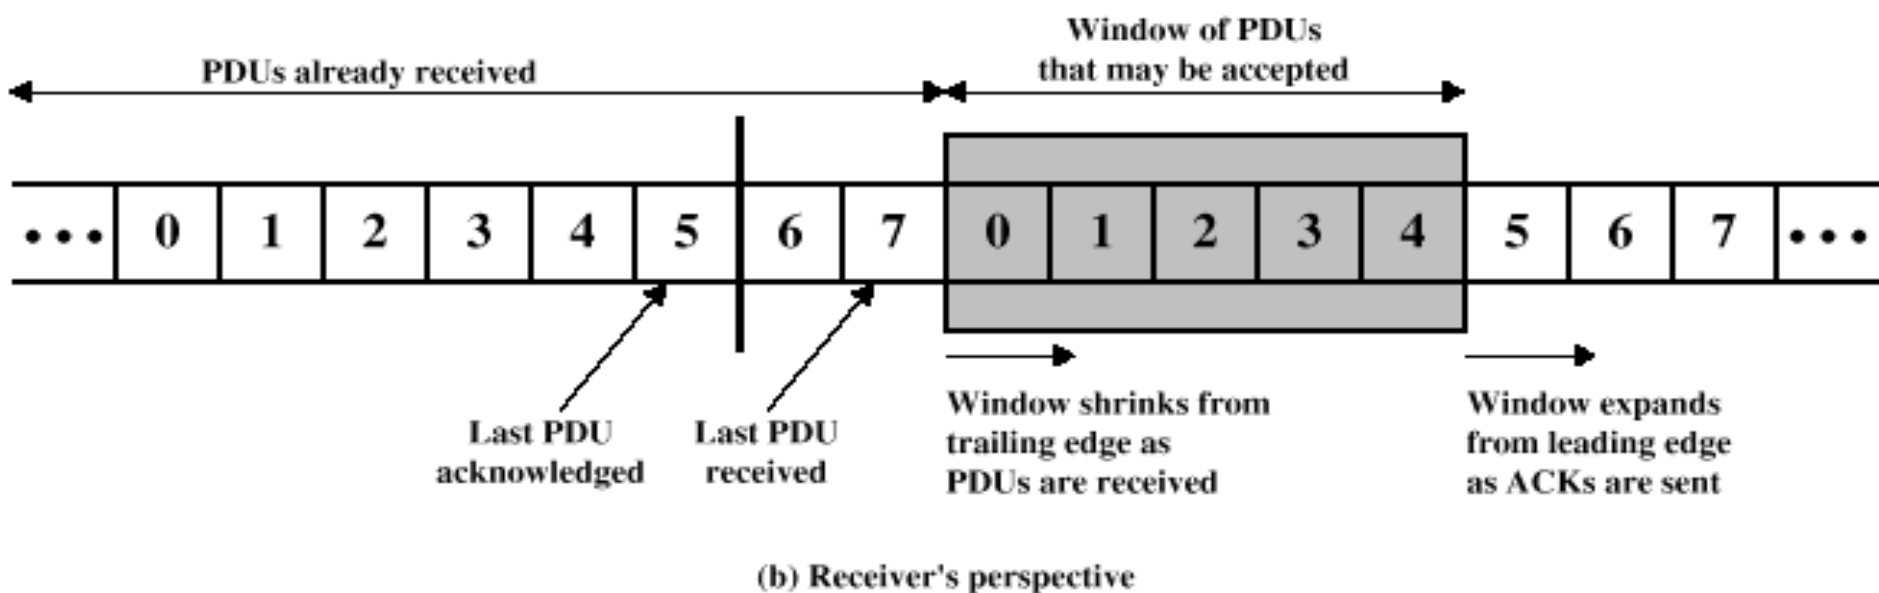 PDUs already received
Window of PDUs
that may be accepted
••• 0 1 2 3 4 5 6 7 0 1 2 3 4 5 6 7 •••
Last PDU
acknowledged
Last PDU
received
Window shrinks from
trailing edge as
PDUs are received
Window expands
from leading edge
as ACKs are sent
(b) Receiver's perspective